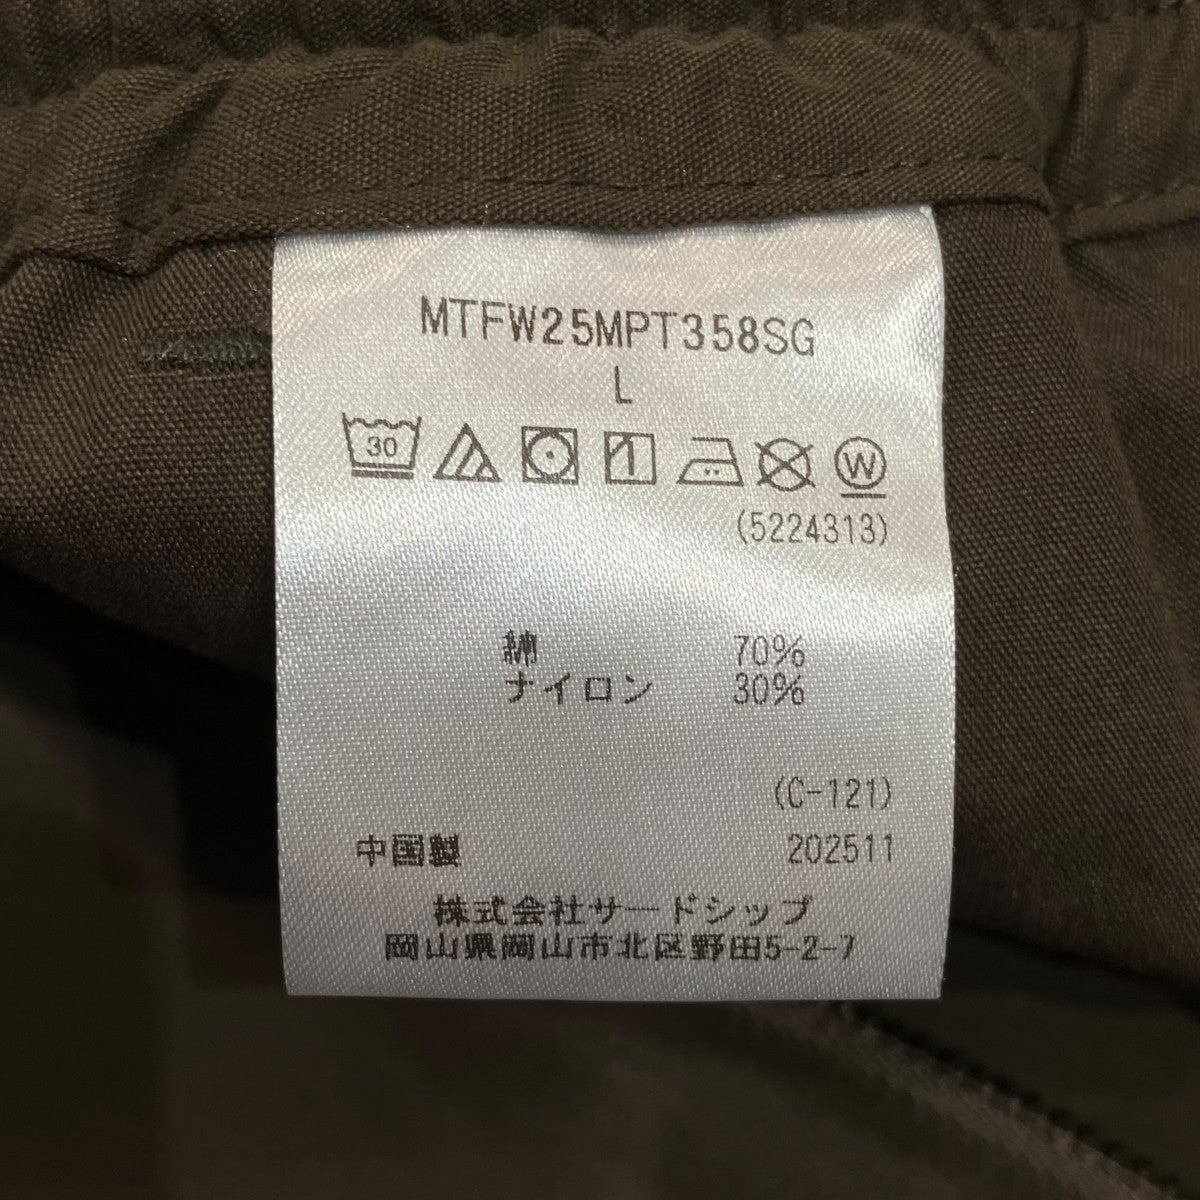 MTFW25MPT358SG
L
30
W
(5224313)
綿 70%
ナイロン 30%
(C-121)
中国製 202511
株式会社サードシップ
岡山県岡山市北区野田5-2-7